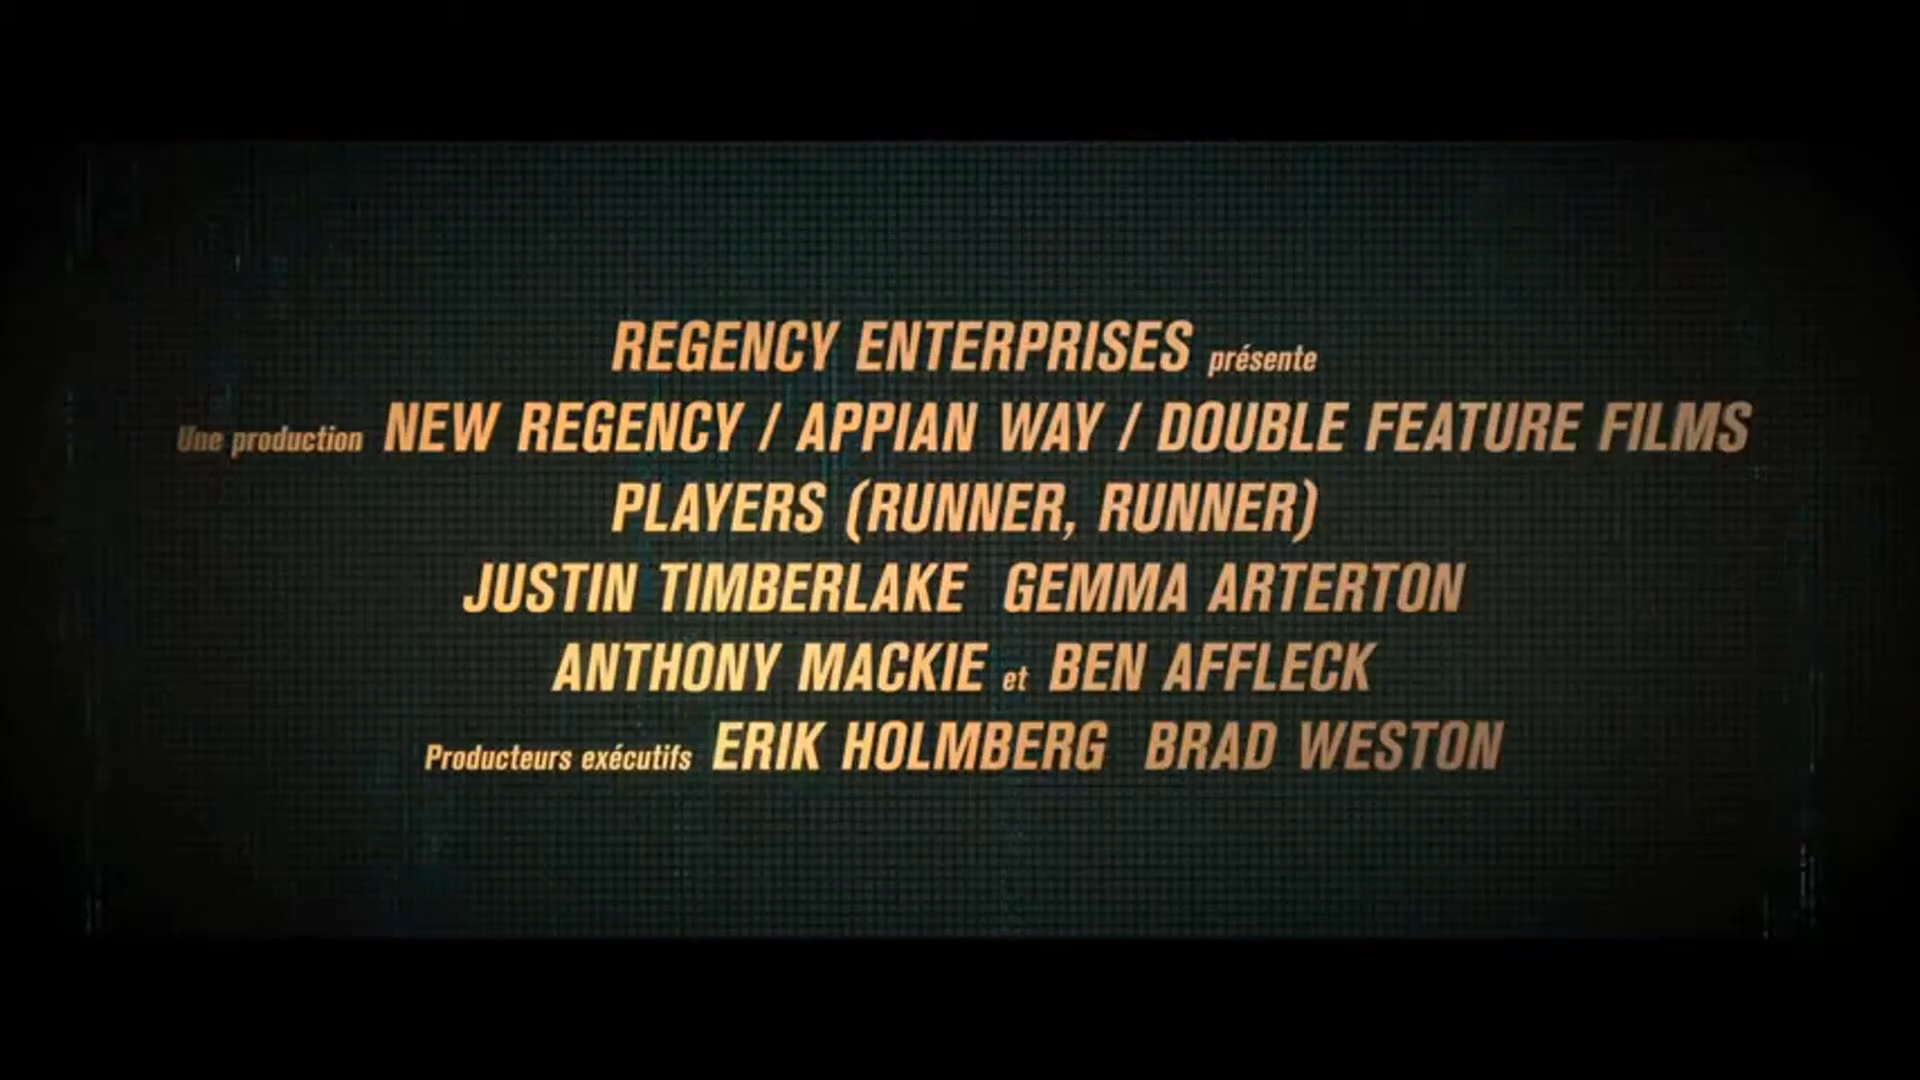 REGENCY ENTERPRISES présente
Une production NEW REGENCY / APPIAN WAY / DOUBLE FEATURE FILMS
PLAYERS (RUNNER, RUNNER)
JUSTIN TIMBERLAKE GEMMA ARTERTON
ANTHONY MACKIE et BEN AFFLECK
Producteurs exécutifs ERIK HOLMBERG BRAD WESTON